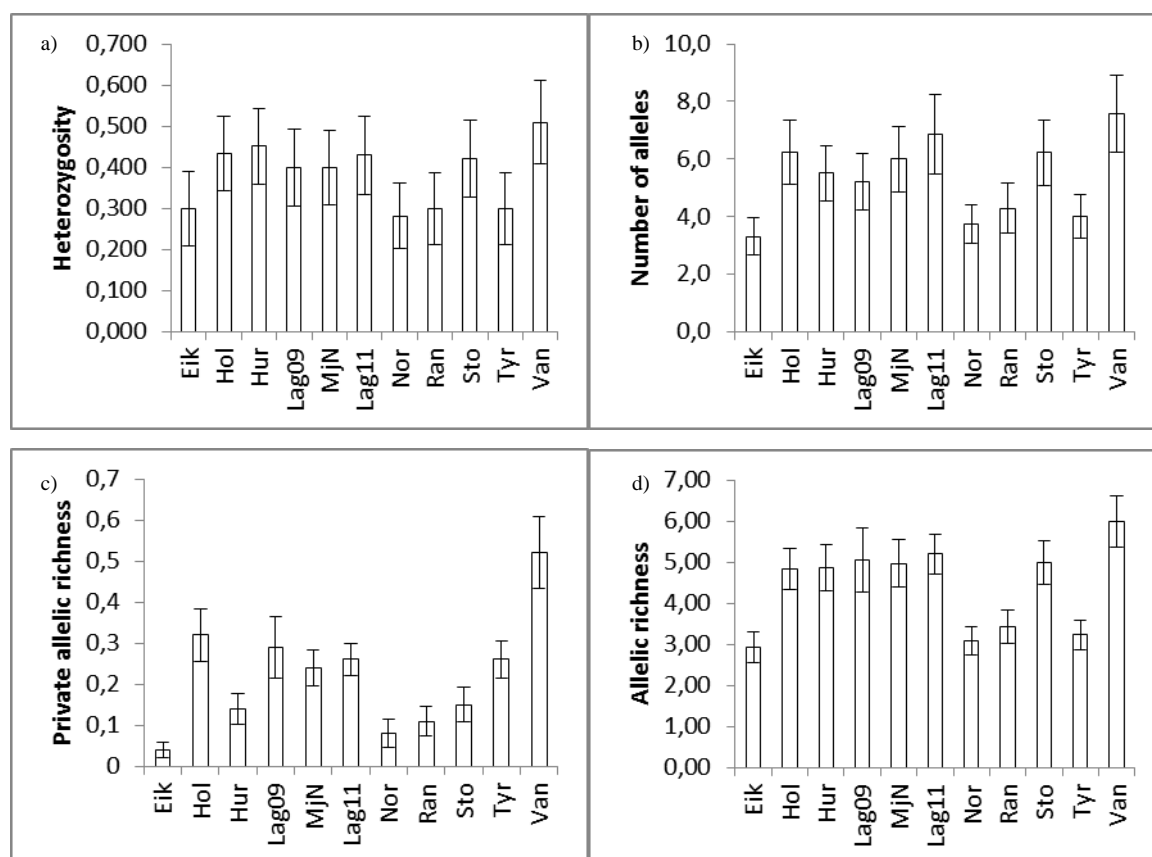 a)
Heterozygosity
0,700
0,600
0,500
0,400
0,300
0,200
0,100
0,000
Eik Hol Hur Lag09 MjN Lag11 Nor Ran Sto Tyr Van
b)
Number of alleles
10,0
8,0
6,0
4,0
2,0
0,0
Eik Hol Hur Lag09 MjN Lag11 Nor Ran Sto Tyr Van
c)
Private allelic richness
0,7
0,6
0,5
0,4
0,3
0,2
0,1
0
Eik Hol Hur Lag09 MjN Lag11 Nor Ran Sto Tyr Van
d)
Allelic richness
7,00
6,00
5,00
4,00
3,00
2,00
1,00
0,00
Eik Hol Hur Lag09 MjN Lag11 Nor Ran Sto Tyr Van